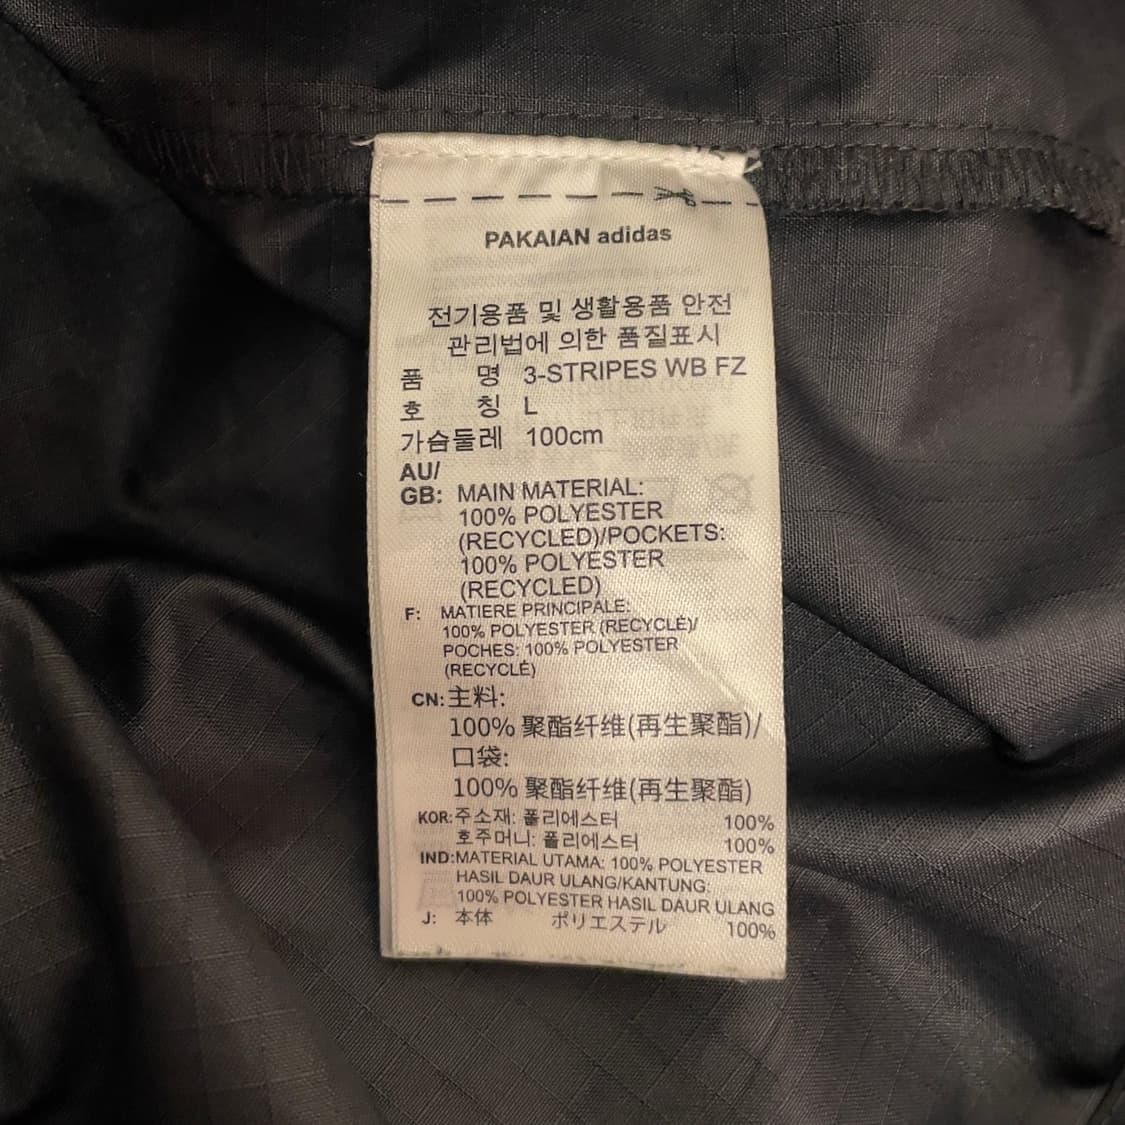 PAKAIAN adidas
전기용품 및 생활용품 안전
관리법에 의한 품질표시
품 명 3-STRIPES WB FZ
호 칭 L
가슴둘레 100cm
AU/
GB: MAIN MATERIAL:
100% POLYESTER
(RECYCLED)/POCKETS:
100% POLYESTER
(RECYCLED)
F: MATIERE PRINCIPALE:
100% POLYESTER (RECYCLÉ)/
POCHES: 100% POLYESTER
(RECYCLÉ)
CN: 主料:
100% 聚酯纤维(再生聚酯)/
口袋:
100% 聚酯纤维(再生聚酯)
KOR: 주소재: 폴리에스터 100%
호주머니: 폴리에스터 100%
IND: MATERIAL UTAMA: 100% POLYESTER
HASIL DAUR ULANG/KANTUNG:
100% POLYESTER HASIL DAUR ULANG
J: 本体 ポリエステル 100%